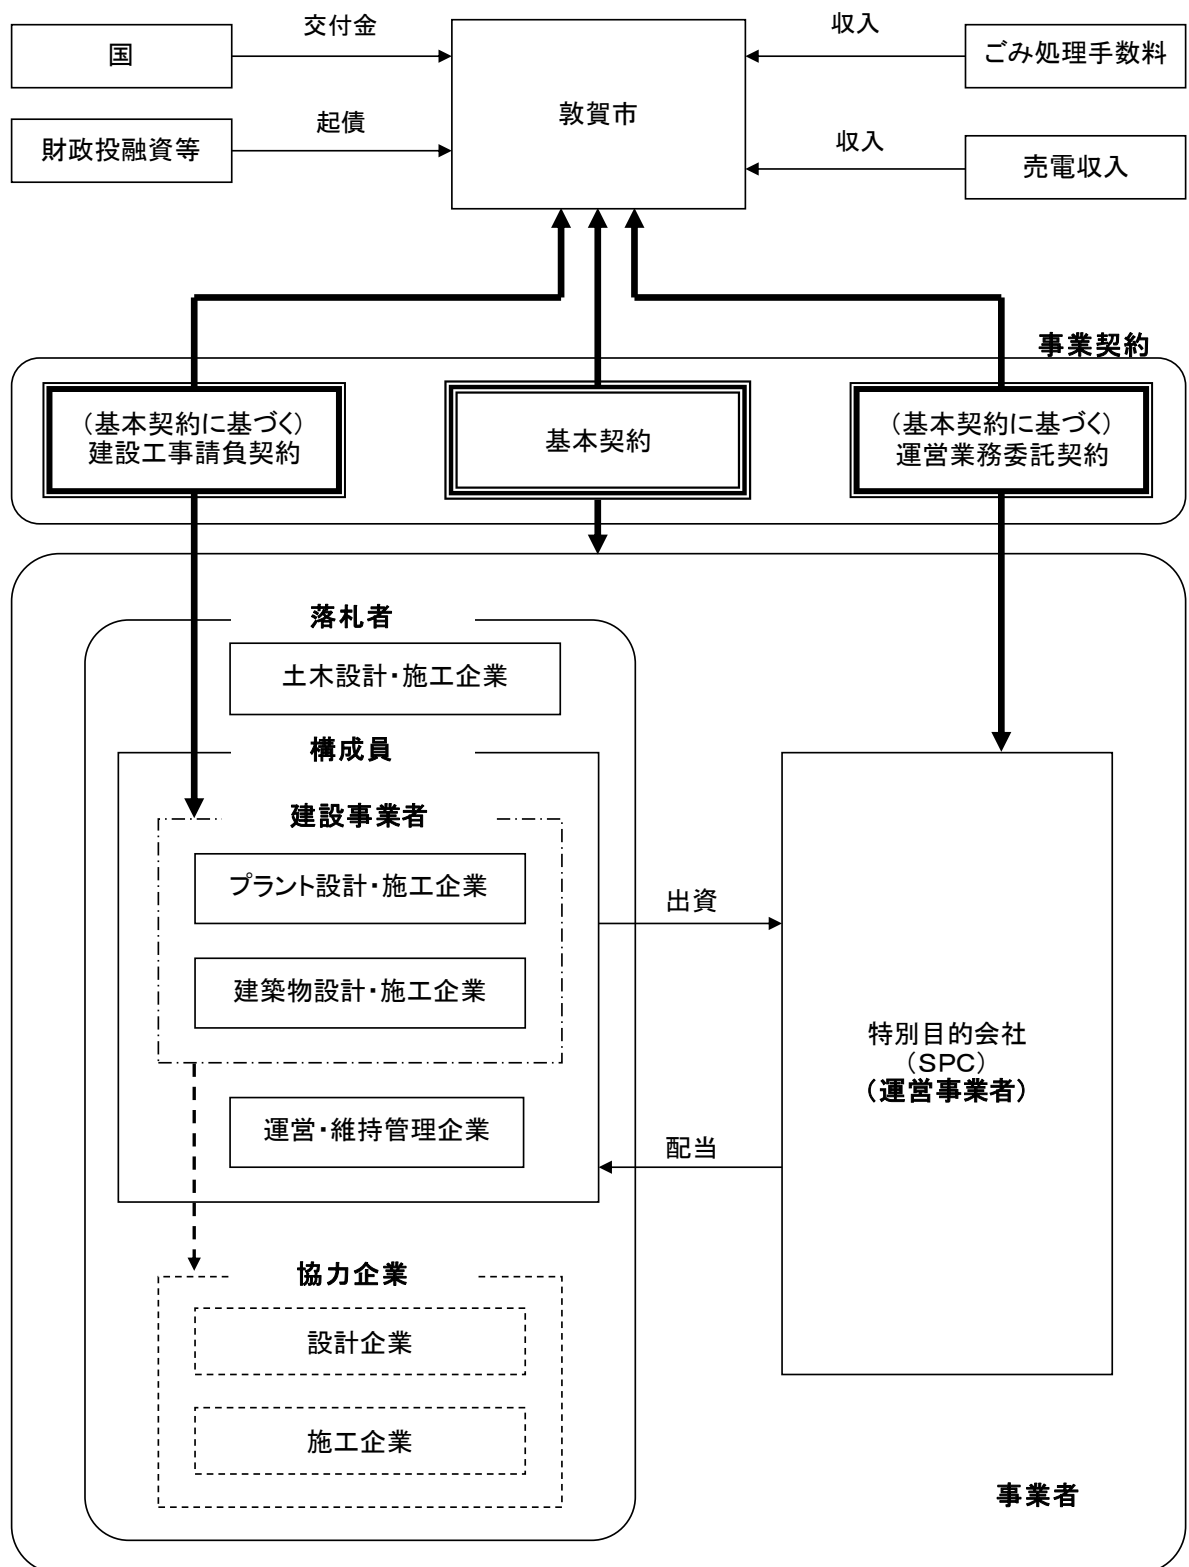 交付金
収入
国
ごみ処理手数料
敦賀市
財政投融資等
起債
収入
売電収入
事業契約
(基本契約に基づく)
建設工事請負契約
基本契約
(基本契約に基づく)
運営業務委託契約
落札者
土木設計・施工企業
構成員
建設事業者
プラント設計・施工企業
出資
建築物設計・施工企業
特別目的会社
(SPC)
(運営事業者)
運営・維持管理企業
配当
協力企業
設計企業
施工企業
事業者